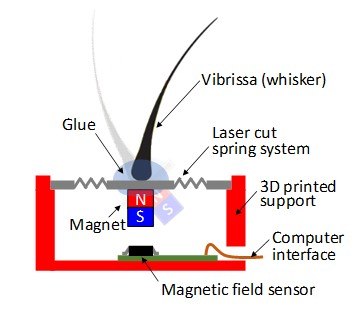 Vibrissa (whisker)
Glue
Laser cut
spring system
3D printed
support
N
S
N
S
Magnet
Computer
interface
Magnetic field sensor